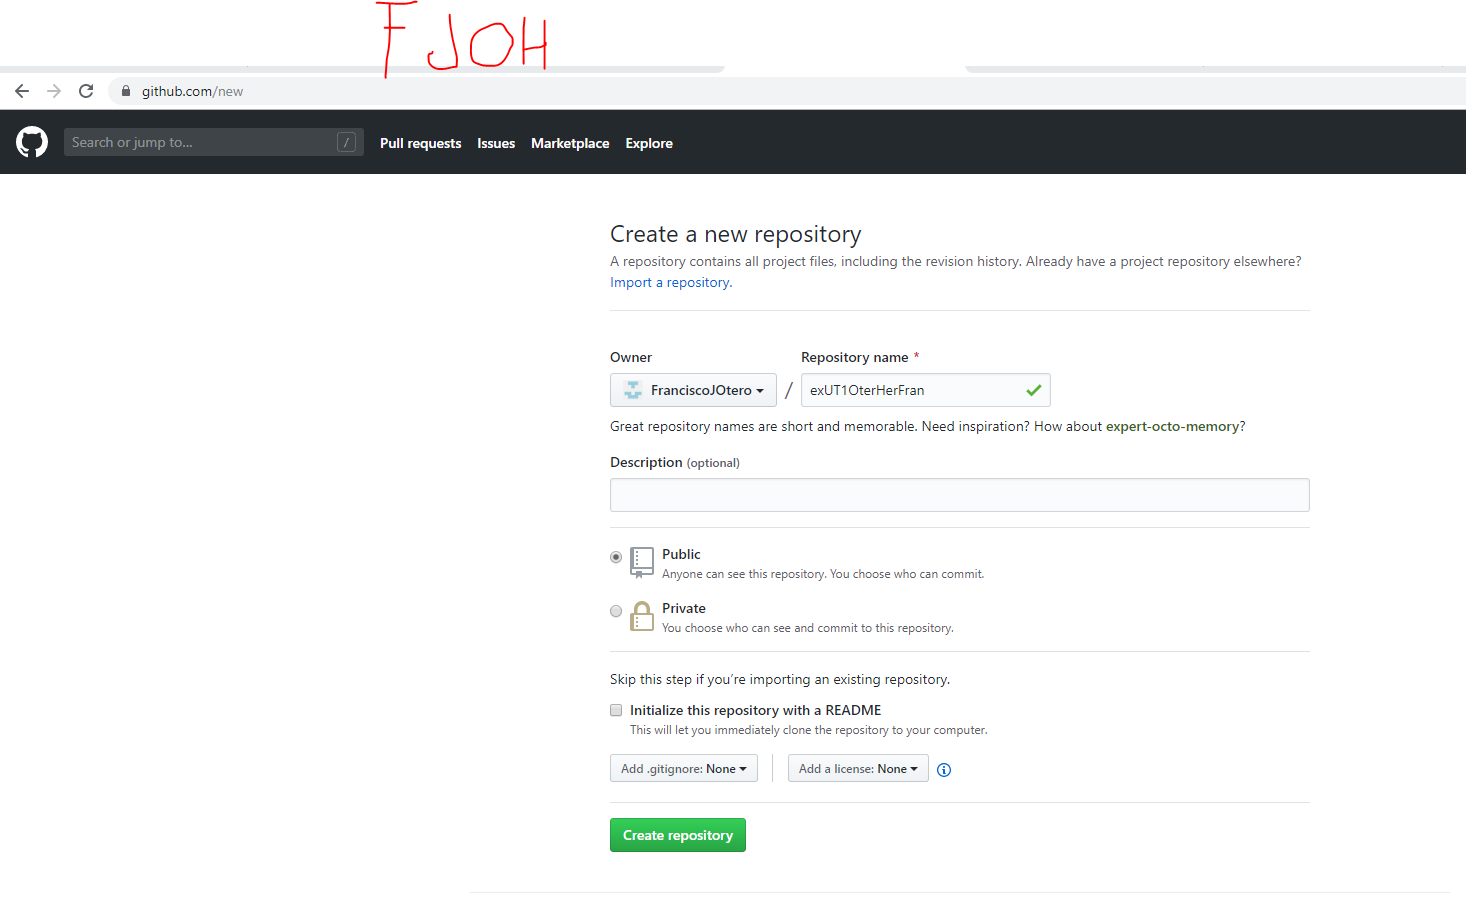 FJOH
github.com/new
Search or jump to... / Pull requests Issues Marketplace Explore
Create a new repository
A repository contains all project files, including the revision history. Already have a project repository elsewhere?
Import a repository.
Owner Repository name *
FranciscoJOtero / exUT1OterHerFran
Great repository names are short and memorable. Need inspiration? How about expert-octo-memory?
Description (optional)
Public
Anyone can see this repository. You choose who can commit.
Private
You choose who can see and commit to this repository.
Skip this step if you’re importing an existing repository.
Initialize this repository with a README
This will let you immediately clone the repository to your computer.
Add .gitignore: None Add a license: None
Create repository